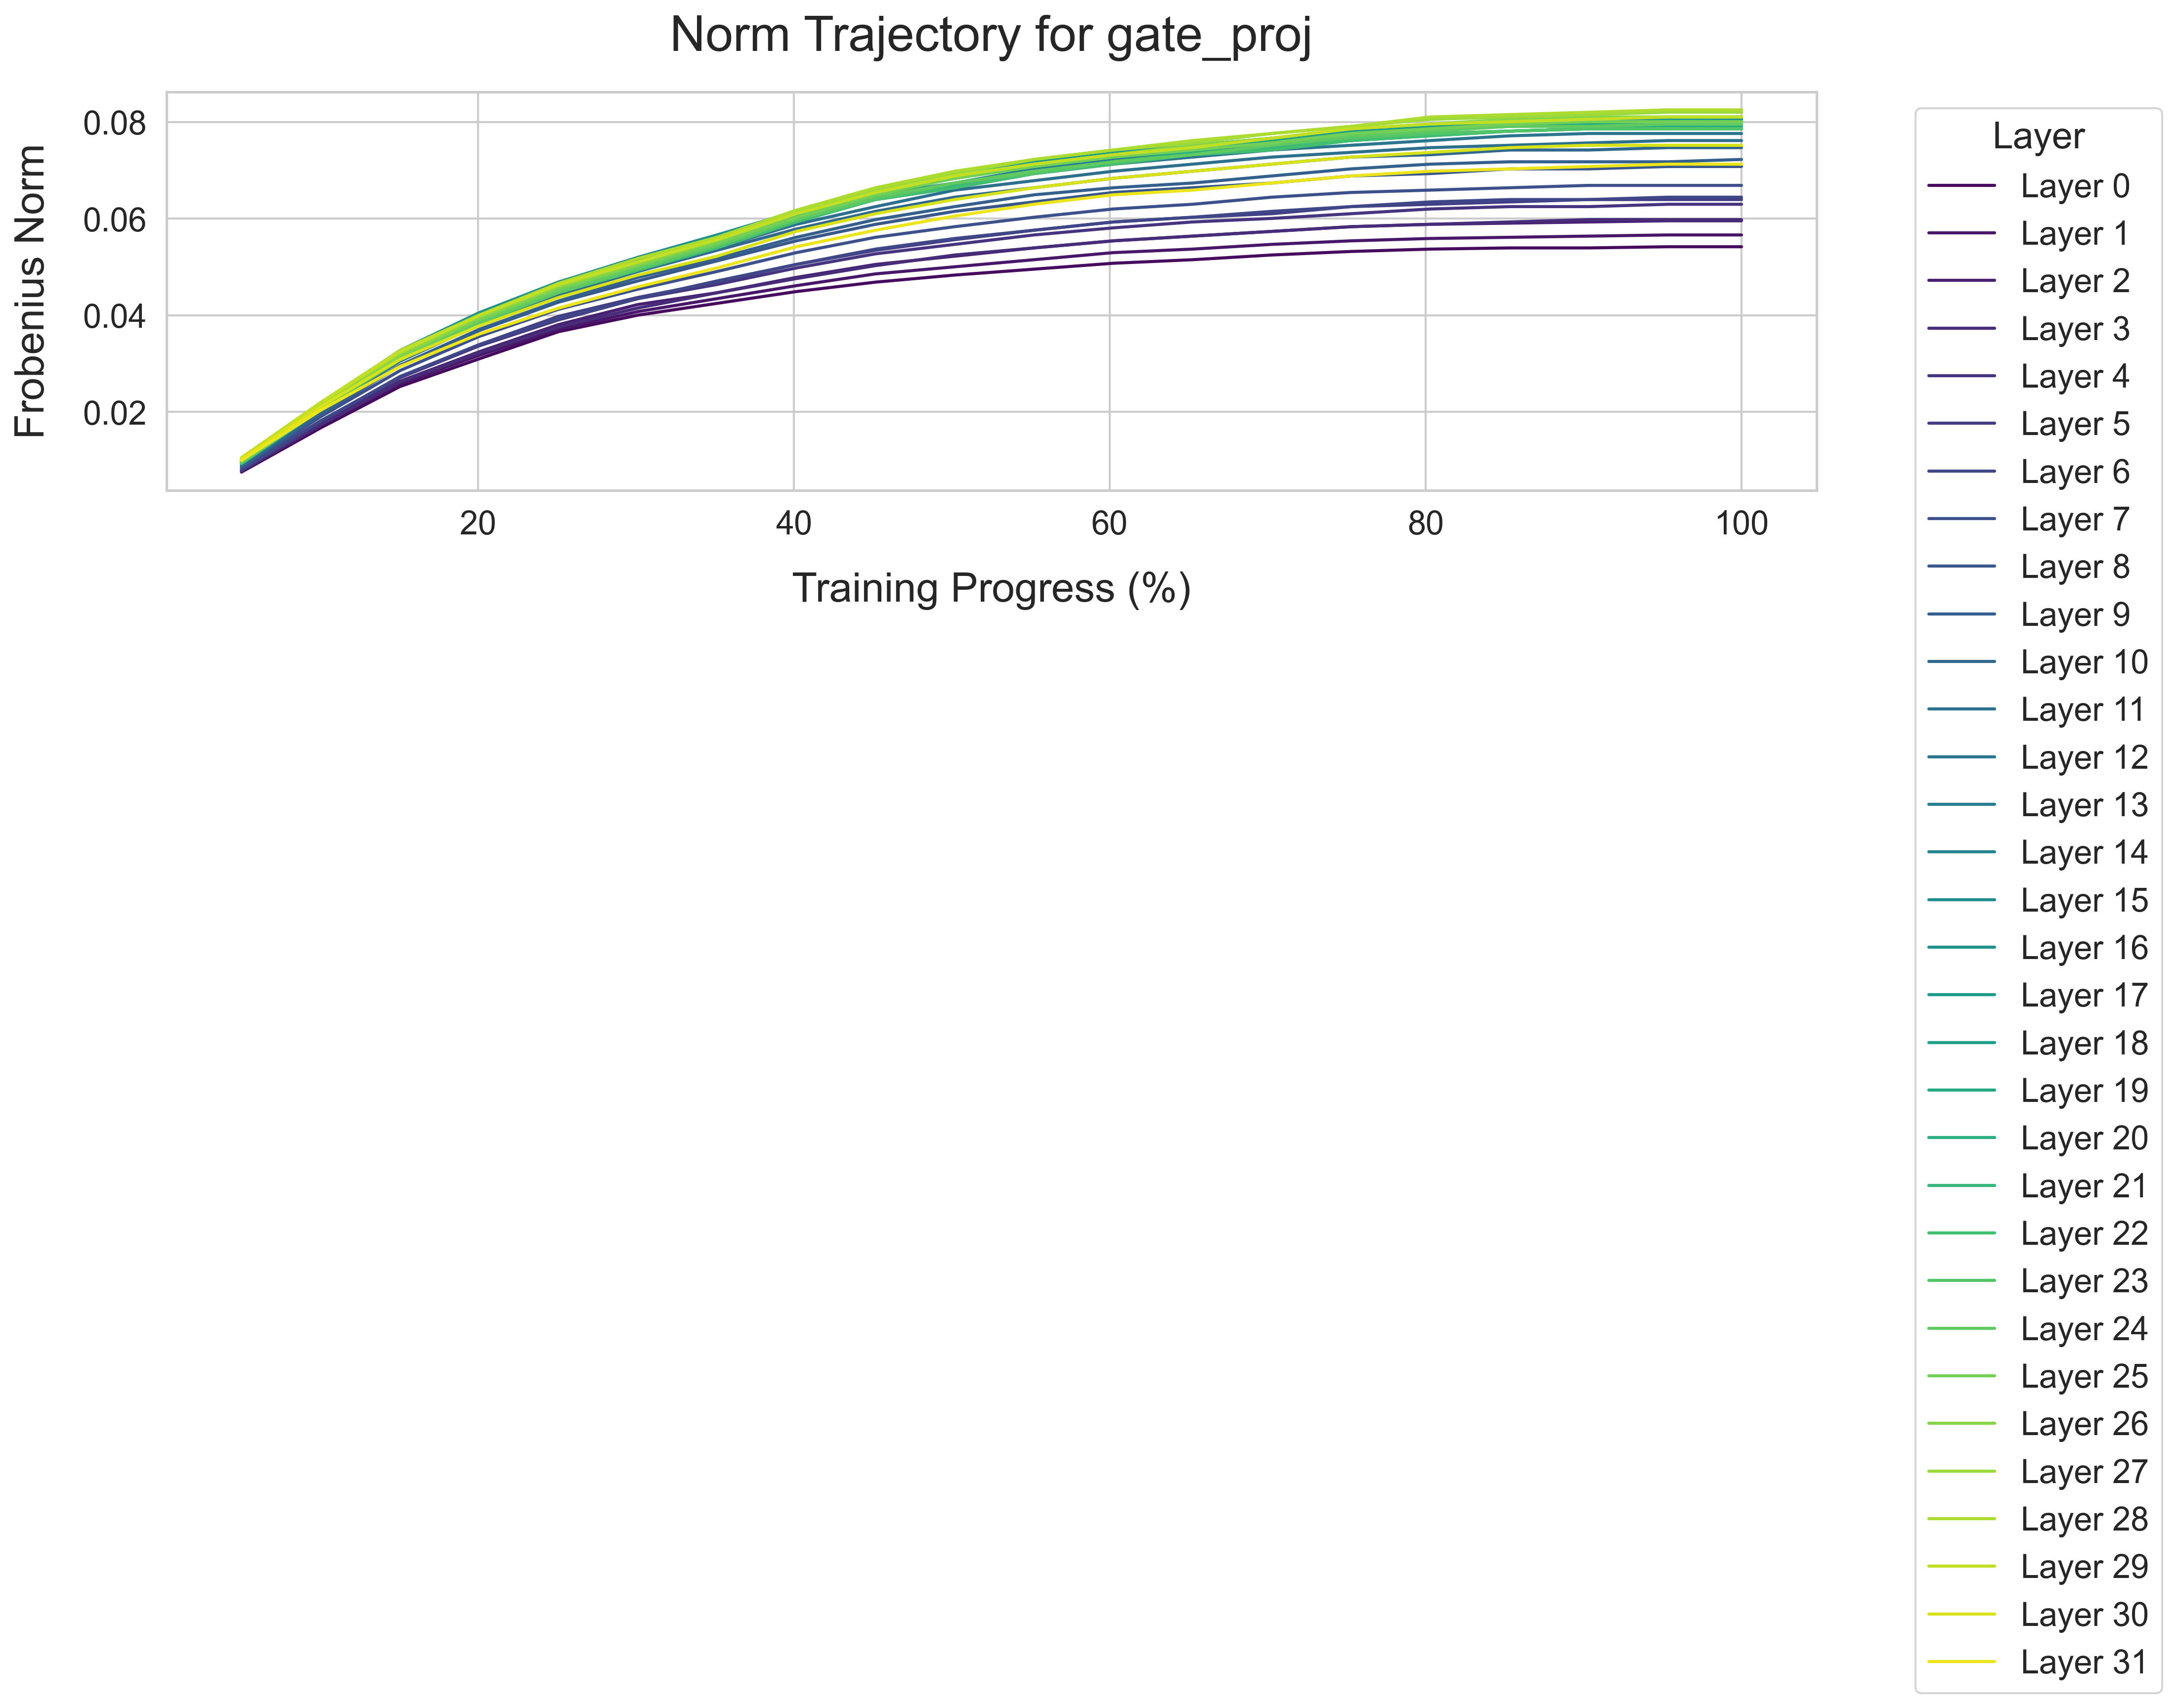 Norm Trajectory for gate_proj
Frobenius Norm
0.08
0.06
0.04
0.02
20 40 60 80 100
Training Progress (%)
Layer
Layer 0
Layer 1
Layer 2
Layer 3
Layer 4
Layer 5
Layer 6
Layer 7
Layer 8
Layer 9
Layer 10
Layer 11
Layer 12
Layer 13
Layer 14
Layer 15
Layer 16
Layer 17
Layer 18
Layer 19
Layer 20
Layer 21
Layer 22
Layer 23
Layer 24
Layer 25
Layer 26
Layer 27
Layer 28
Layer 29
Layer 30
Layer 31